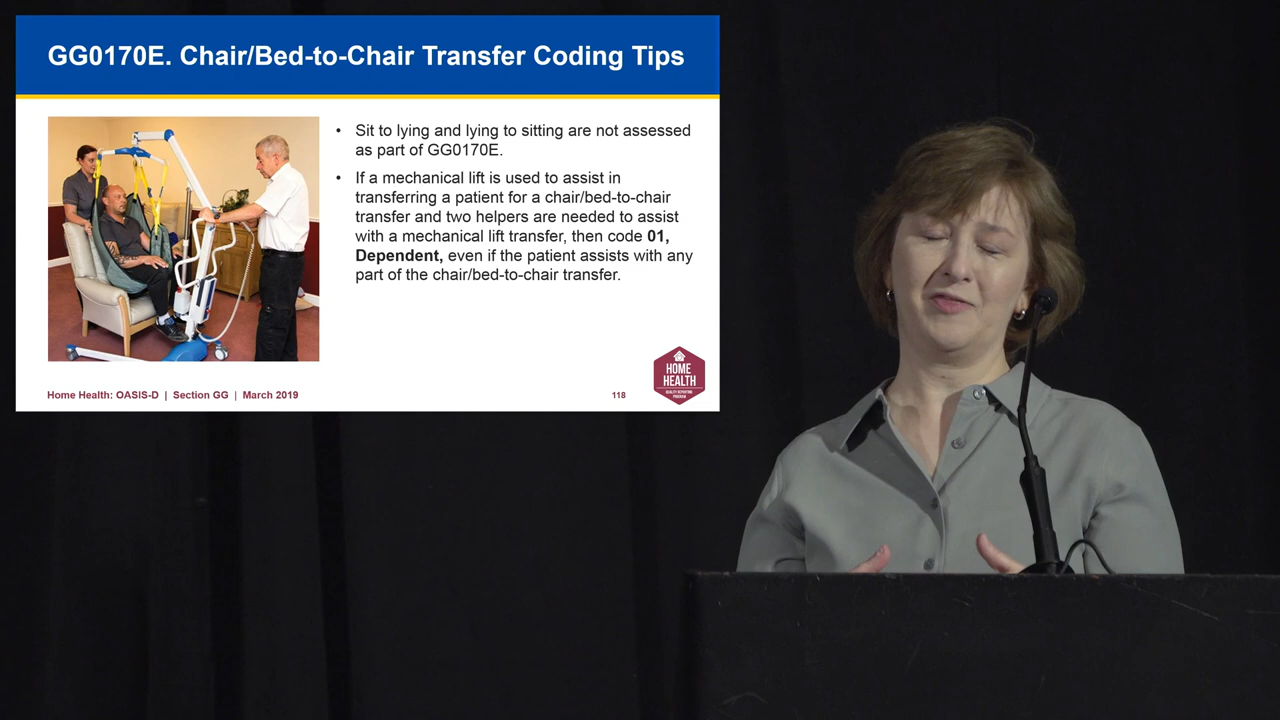 GG0170E. Chair/Bed-to-Chair Transfer Coding Tips
• Sit to lying and lying to sitting are not assessed
as part of GG0170E.
• If a mechanical lift is used to assist in
transferring a patient for a chair/bed-to-chair
transfer and two helpers are needed to assist
with a mechanical lift transfer, then code 01,
Dependent, even if the patient assists with any
part of the chair/bed-to-chair transfer.
HOME
HEALTH
QUALITY REPORTING
PROGRAM
Home Health: OASIS-D | Section GG | March 2019
118